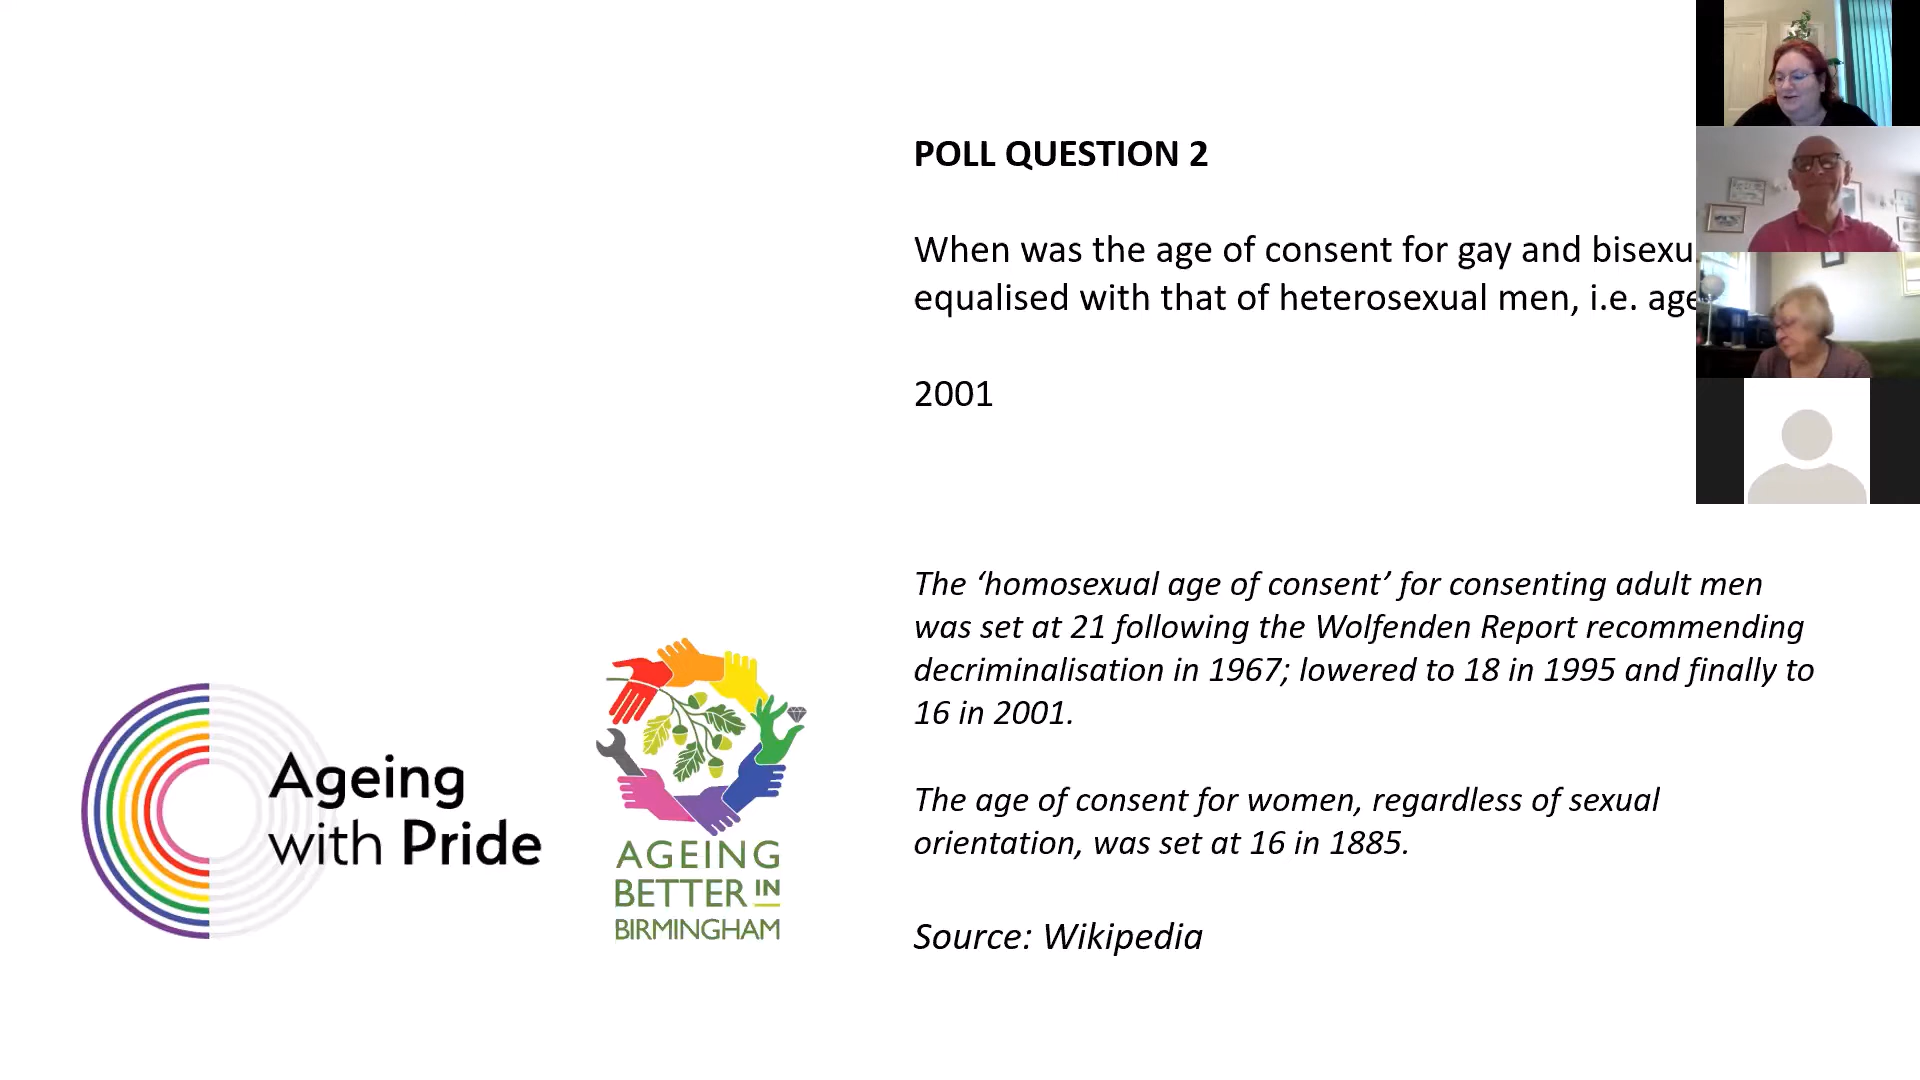 POLL QUESTION 2
When was the age of consent for gay and bisexu
equalised with that of heterosexual men, i.e. age
2001
The ‘homosexual age of consent’ for consenting adult men
was set at 21 following the Wolfenden Report recommending
decriminalisation in 1967; lowered to 18 in 1995 and finally to
16 in 2001.
The age of consent for women, regardless of sexual
orientation, was set at 16 in 1885.
Source: Wikipedia
Ageing
with Pride
AGEING
BETTER IN
BIRMINGHAM